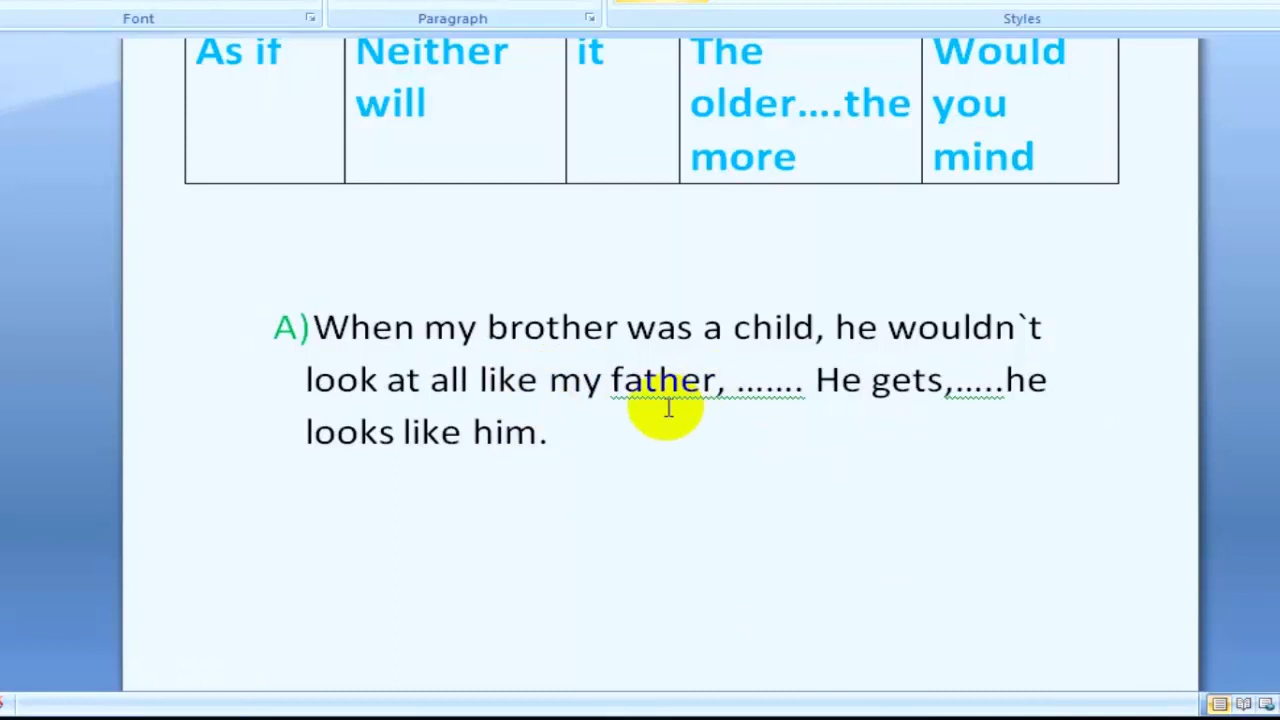 Font Paragraph Styles
As if Neither it The Would
will older....the you
more mind
A)When my brother was a child, he wouldn`t
look at all like my father, ....... He gets,.....he
looks like him.